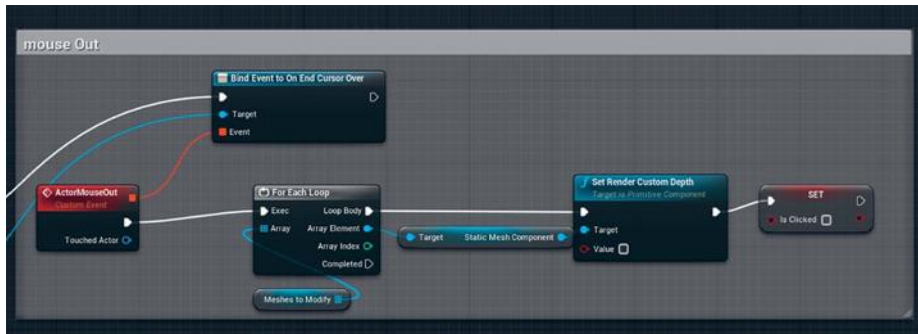 mouse Out
Bind Event to On End Cursor Over
Target
Event
ActorMouseOut
Custom Event
Touched Actor
For Each Loop
Exec Loop Body
Array Array Element
Array Index
Completed
Meshes to Modify
Target Static Mesh Component
Set Render Custom Depth
Target is Primitive Component
Target
Value
SET
Is Clicked